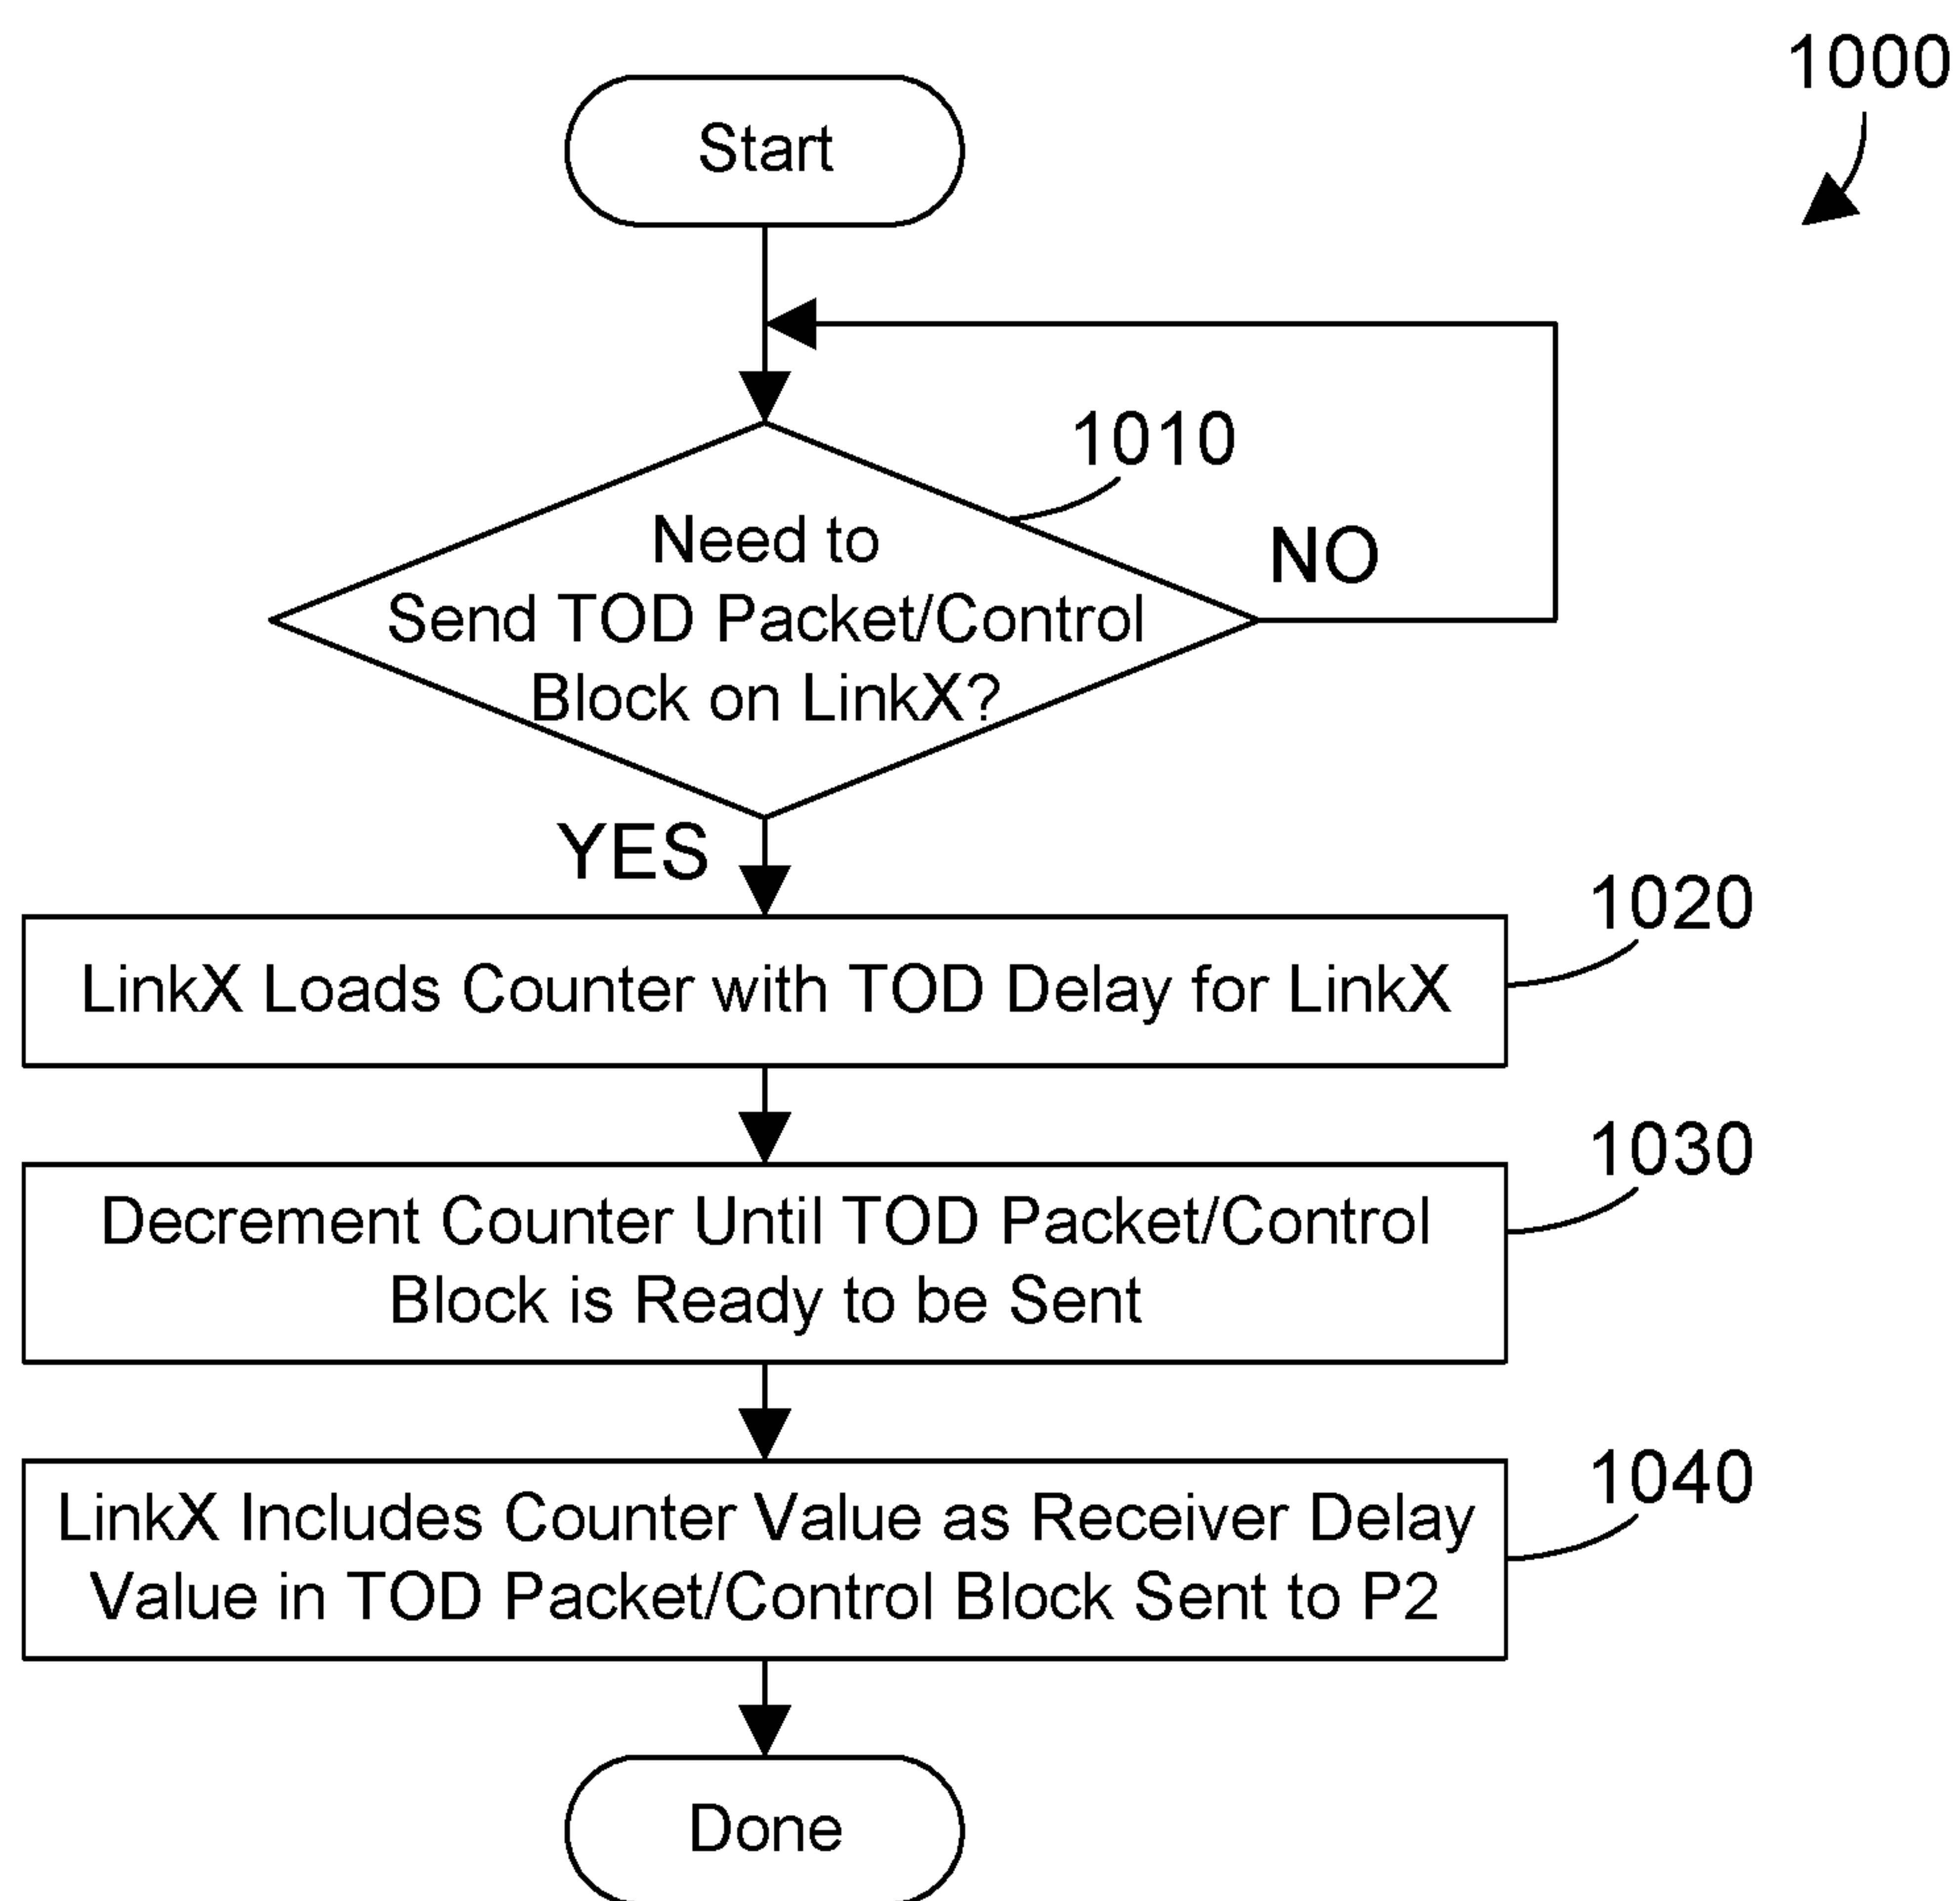 1000
Start
1010
Need to
Send TOD Packet/Control
Block on LinkX?
NO
YES
1020
LinkX Loads Counter with TOD Delay for LinkX
1030
Decrement Counter Until TOD Packet/Control
Block is Ready to be Sent
1040
LinkX Includes Counter Value as Receiver Delay
Value in TOD Packet/Control Block Sent to P2
Done